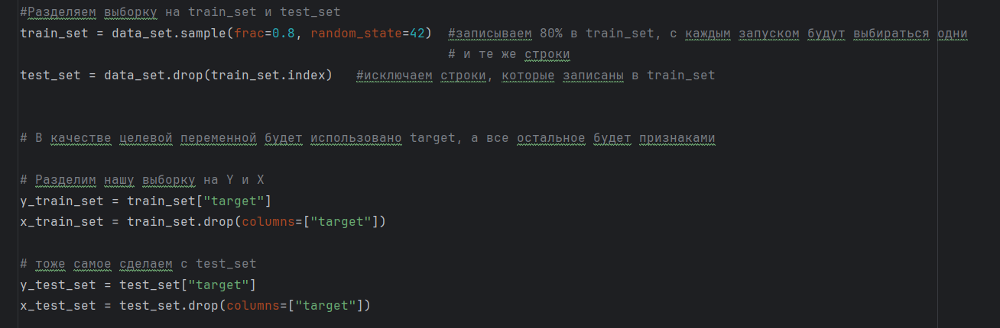 #Разделяем выборку на train_set и test_set
train_set = data_set.sample(frac=0.8, random_state=42)  #записываем 80% в train_set, с каждым запуском будут выбираться одни
# и те же строки
test_set = data_set.drop(train_set.index)   #исключаем строки, которые записаны в train_set
# В качестве целевой переменной будет использовано target, а все остальное будет признаками
# Разделим нашу выборку на Y и X
y_train_set = train_set["target"]
x_train_set = train_set.drop(columns=["target"])
# тоже самое сделаем с test_set
y_test_set = test_set["target"]
x_test_set = test_set.drop(columns=["target"])